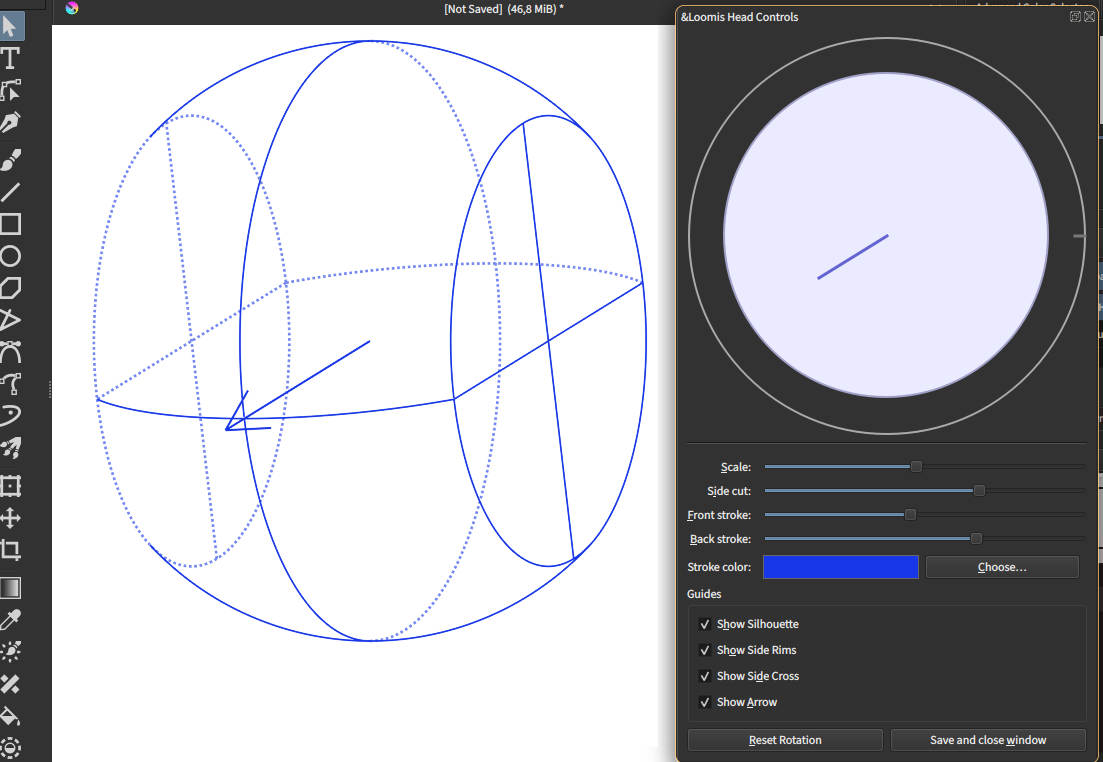 [Not Saved] (46,8 MiB) *
&Loomis Head Controls
Scale:
Side cut:
Front stroke:
Back stroke:
Stroke color:
Choose...
Guides
Show Silhouette
Show Side Rims
Show Side Cross
Show Arrow
Reset Rotation
Save and close window